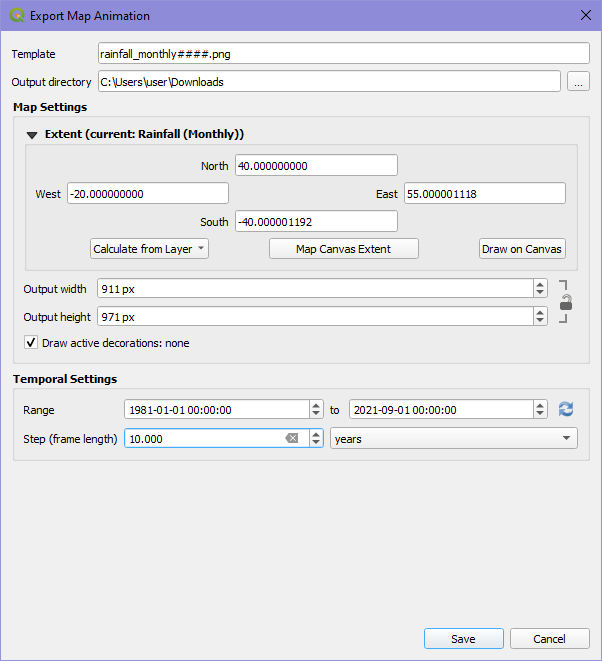 Export Map Animation
Template rainfall_monthly####.png
Output directory C:\Users\user\Downloads ...
Map Settings
Extent (current: Rainfall (Monthly))
North 40.000000000
West -20.000000000 East 55.000001118
South -40.000001192
Calculate from Layer Map Canvas Extent Draw on Canvas
Output width 911 px
Output height 971 px
Draw active decorations: none
Temporal Settings
Range 1981-01-01 00:00:00 to 2021-09-01 00:00:00
Step (frame length) 10.000 years
Save Cancel